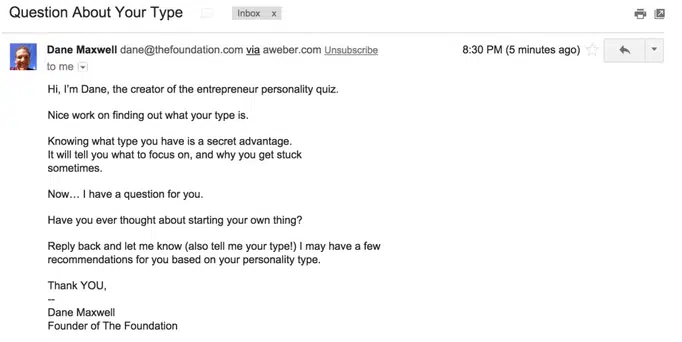 Question About Your Type
Inbox x
Dane Maxwell dane@thefoundation.com via aweber.com Unsubscribe
8:30 PM (5 minutes ago)
to me
Hi, I'm Dane, the creator of the entrepreneur personality quiz.
Nice work on finding out what your type is.
Knowing what type you have is a secret advantage.
It will tell you what to focus on, and why you get stuck
sometimes.
Now… I have a question for you.
Have you ever thought about starting your own thing?
Reply back and let me know (also tell me your type!) I may have a few
recommendations for you based on your personality type.
Thank YOU,
--
Dane Maxwell
Founder of The Foundation